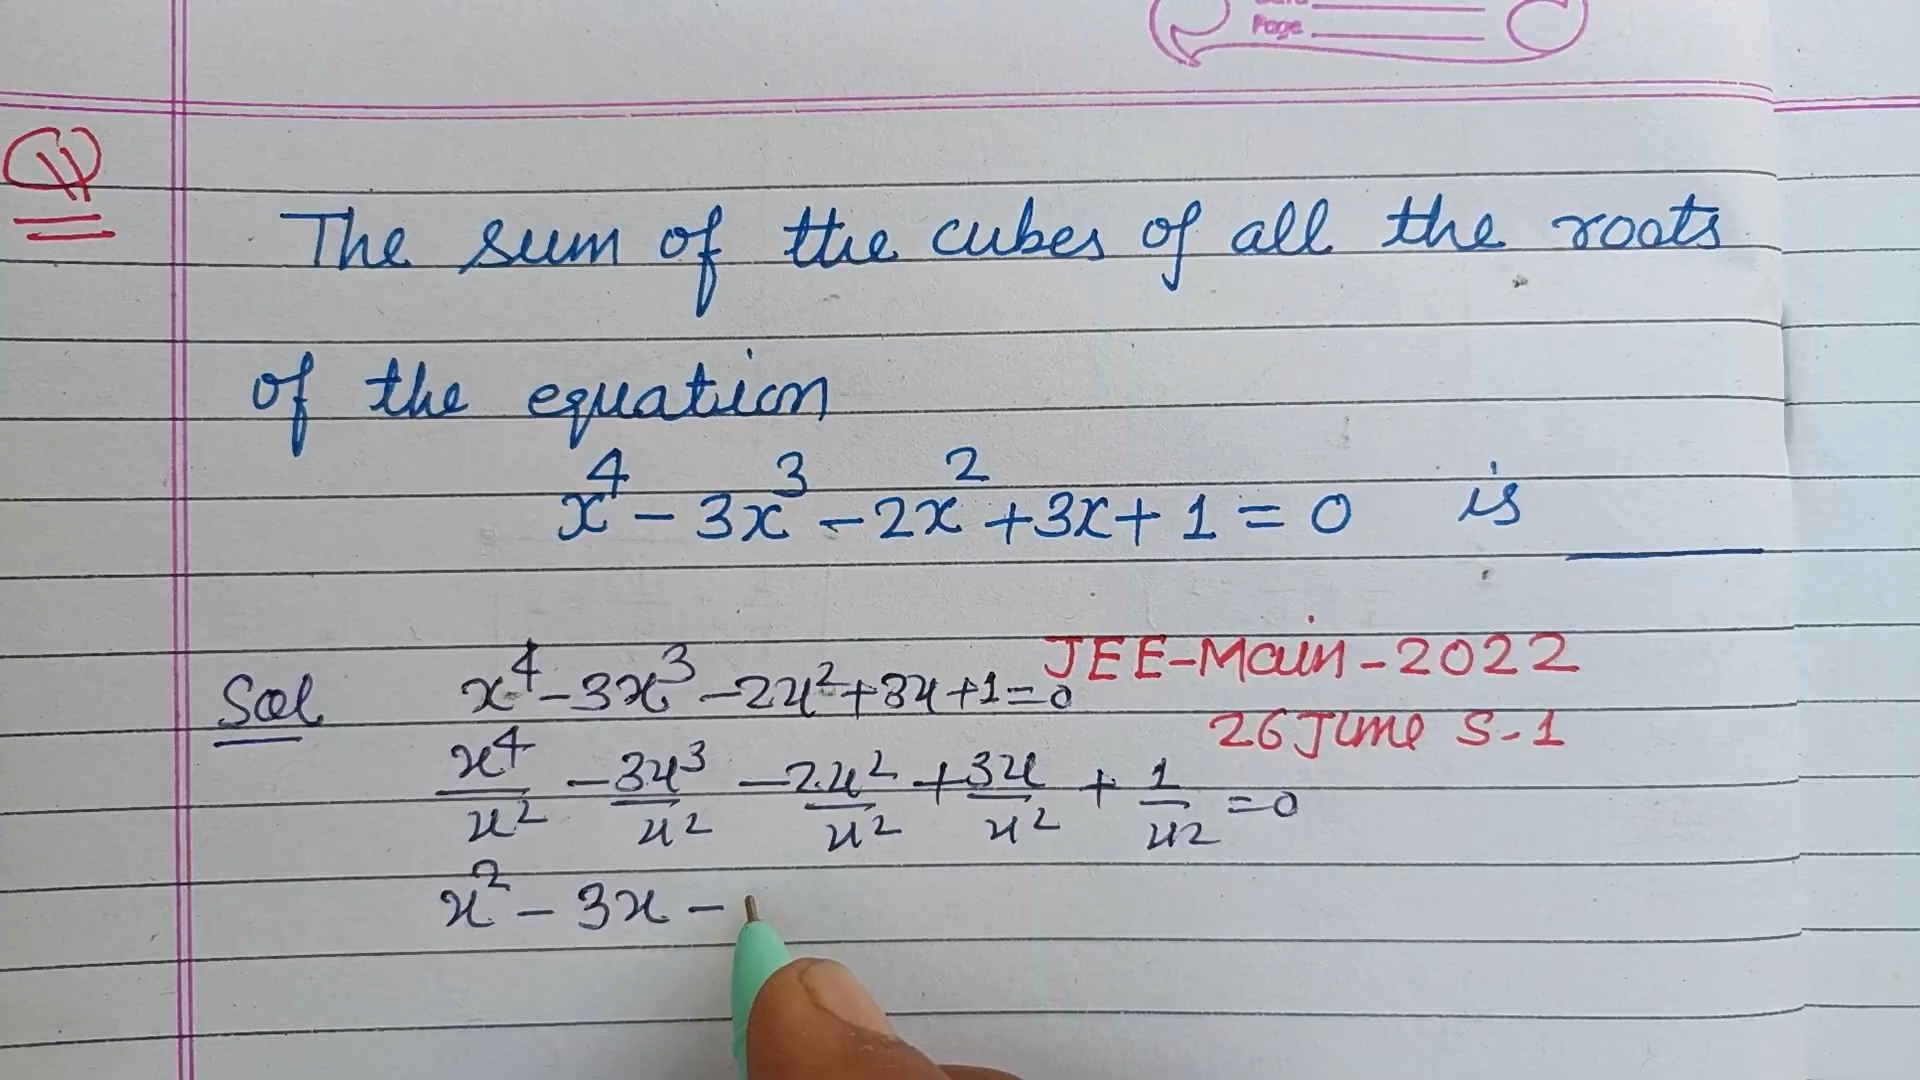 Page
Q
The sum of the cubes of all the roots
of the equation
x⁴ - 3x³ - 2x² + 3x + 1 = 0 is ____
Sol x⁴ - 3x³ - 2x² + 3x + 1 = 0 JEE-Main-2022
26 June S-1
x⁴/x² - 3x³/x² - 2x²/x² + 3x/x² + 1/x² = 0
x² - 3x -